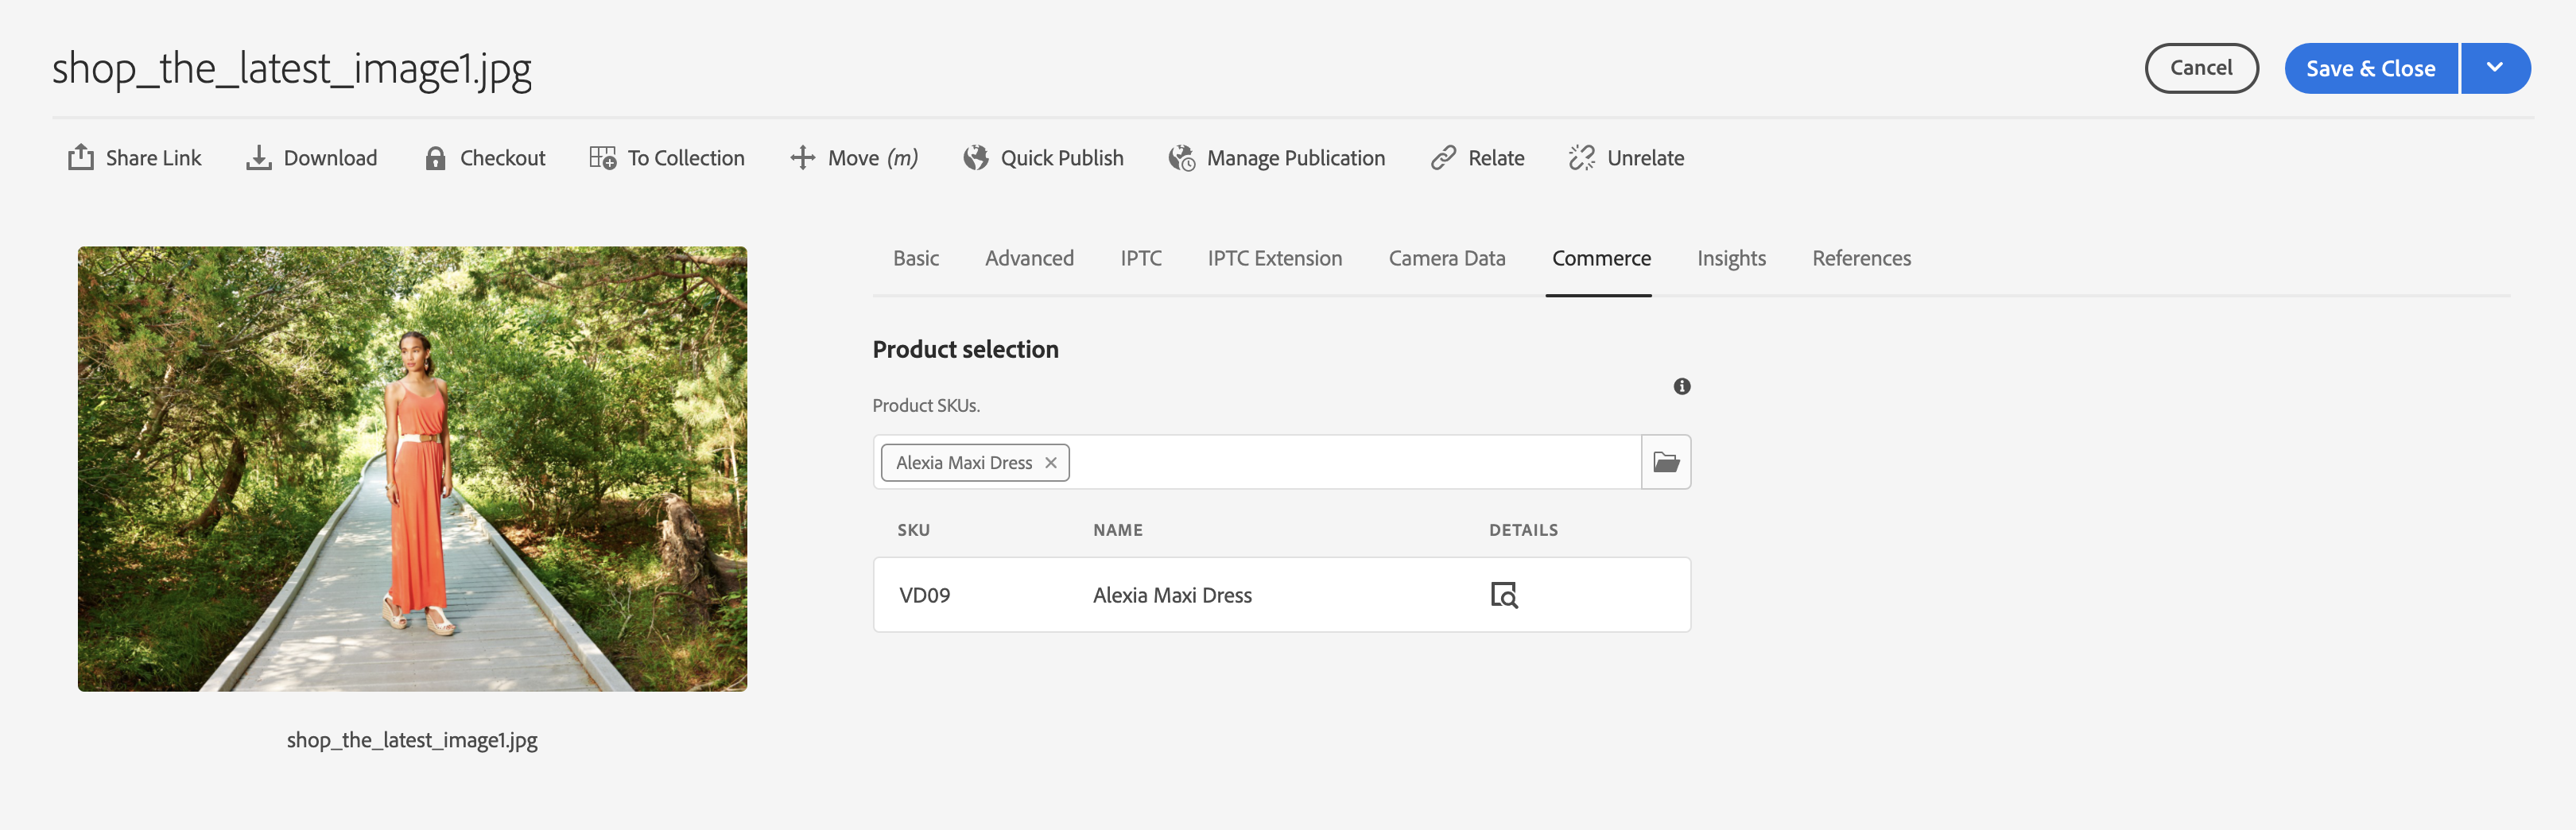 shop_the_latest_image1.jpg
Cancel
Save & Close
Share Link
Download
Checkout
To Collection
Move (m)
Quick Publish
Manage Publication
Relate
Unrelate
Basic
Advanced
IPTC
IPTC Extension
Camera Data
Commerce
Insights
References
Product selection
Product SKUs.
Alexia Maxi Dress
SKU
NAME
DETAILS
VD09
Alexia Maxi Dress
shop_the_latest_image1.jpg